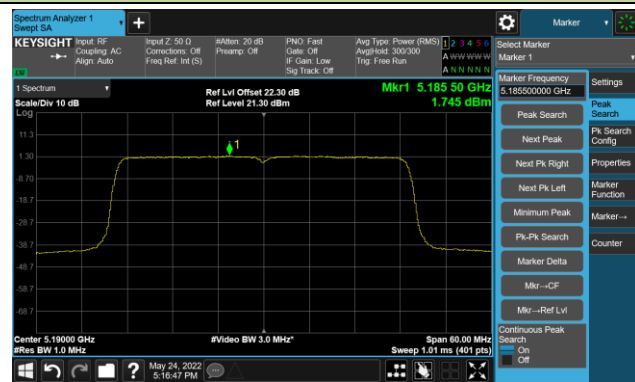 Spectrum Analyzer 1
Swept SA
Marker
KEYSIGHT
Input: RF
Coupling: AC
Align: Auto
Input Z: 50 Ω
Corrections: Off
Freq Ref: Int (S)
#Atten: 20 dB
Preamp: Off
PNO: Fast
Gate: Off
IF Gain: Low
Sig Track: Off
Avg Type: Power (RMS)
Avg|Hold: 300/300
Trig: Free Run
1 2 3 4 5 6
A W W W W W
A N N N N N
Select Marker
Marker 1
LW
1 Spectrum
Scale/Div 10 dB
Log
Ref Lvl Offset 22.30 dB
Ref Level 21.30 dBm
Mkr1 5.185 50 GHz
1.745 dBm
11.3
1.30
-8.70
-18.7
-28.7
-38.7
-48.7
-58.7
-68.7
1
Center 5.19000 GHz
#Res BW 1.0 MHz
#Video BW 3.0 MHz*
Span 60.00 MHz
Sweep 1.01 ms (401 pts)
Marker Frequency
5.185500000 GHz
Peak Search
Next Peak
Next Pk Right
Next Pk Left
Minimum Peak
Pk-Pk Search
Marker Delta
Mkr→CF
Mkr→Ref Lvl
Continuous Peak
Search
On
Off
Settings
Peak
Search
Pk Search
Config
Properties
Marker
Function
Marker→
Counter
?
May 24, 2022
5:16:47 PM